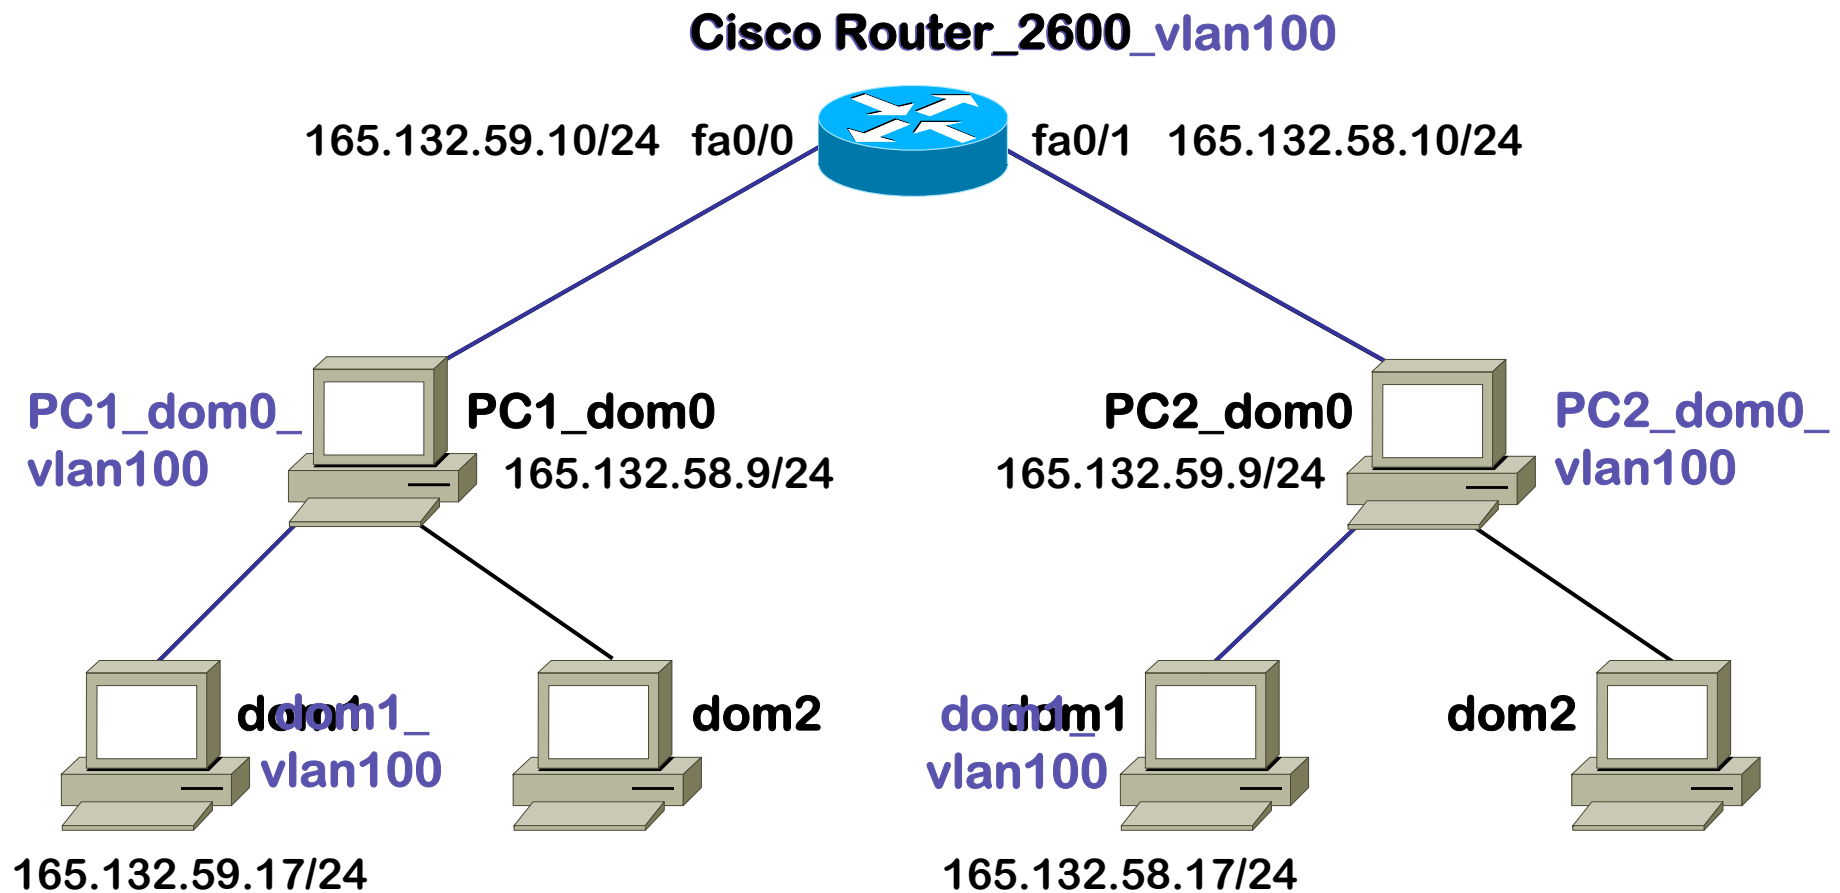 Cisco Router_2600_vlan100
165.132.59.10/24 fa0/0 fa0/1 165.132.58.10/24
PC1_dom0_
vlan100
PC1_dom0
165.132.58.9/24
PC2_dom0
165.132.59.9/24
PC2_dom0_
vlan100
dom1
dom1_
vlan100
dom2
dom1_
vlan100
dom1
dom2
165.132.59.17/24
165.132.58.17/24